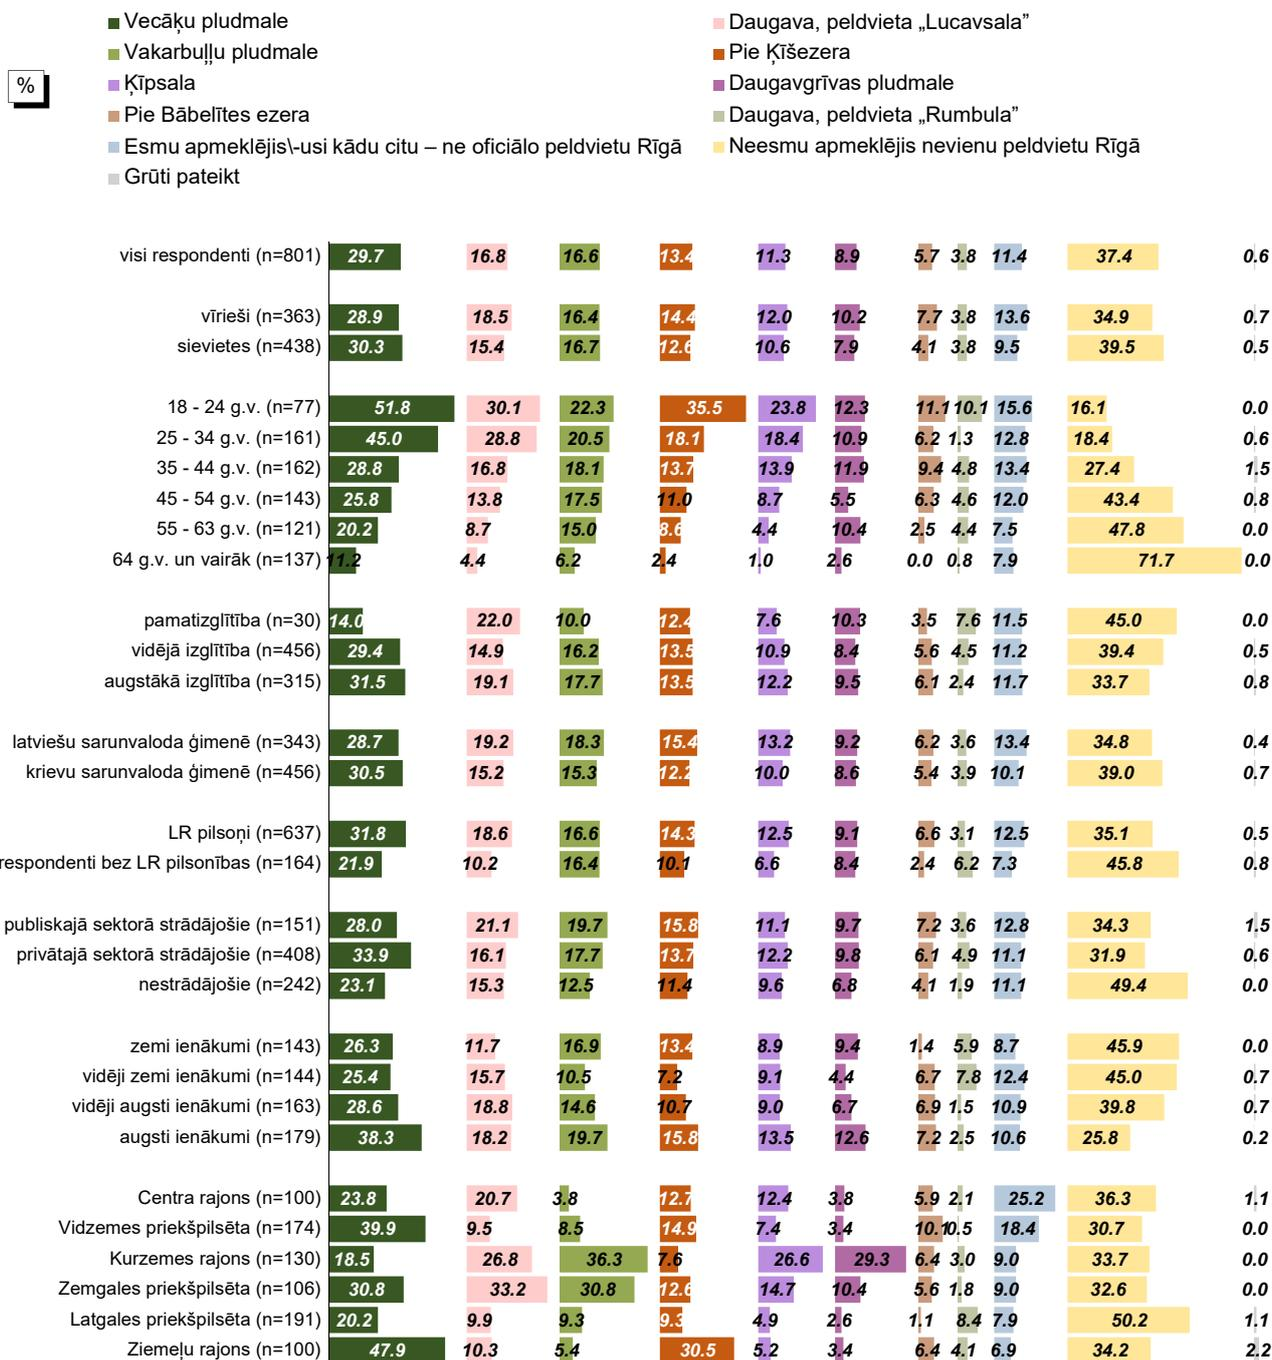 Vecāķu pludmale
Daugava, peldvieta „Lucavsala”
Vakarbuļļu pludmale
Pie Ķīšezera
%
Ķīpsala
Daugavgrīvas pludmale
Pie Bābelītes ezera
Daugava, peldvieta „Rumbula”
Esmu apmeklējis\-usi kādu citu – ne oficiālo peldvietu Rīgā
Neesmu apmeklējis nevienu peldvietu Rīgā
Grūti pateikt
visi respondenti (n=801) 29.7 16.8 16.6 13.4 11.3 8.9 5.7 3.8 11.4 37.4 0.6
vīrieši (n=363) 28.9 18.5 16.4 14.4 12.0 10.2 7.7 3.8 13.6 34.9 0.7
sievietes (n=438) 30.3 15.4 16.7 12.6 10.6 7.9 4.1 3.8 9.5 39.5 0.5
18 - 24 g.v. (n=77) 51.8 30.1 22.3 35.5 23.8 12.3 11.1 10.1 15.6 16.1 0.0
25 - 34 g.v. (n=161) 45.0 28.8 20.5 18.1 18.4 10.9 6.2 1.3 12.8 18.4 0.6
35 - 44 g.v. (n=162) 28.8 16.8 18.1 13.7 13.9 11.9 9.4 4.8 13.4 27.4 1.5
45 - 54 g.v. (n=143) 25.8 13.8 17.5 11.0 8.7 5.5 6.3 4.6 12.0 43.4 0.8
55 - 63 g.v. (n=121) 20.2 8.7 15.0 8.6 4.4 10.4 2.5 4.4 7.5 47.8 0.0
64 g.v. un vairāk (n=137) 11.2 4.4 6.2 2.4 1.0 2.6 0.0 0.8 7.9 71.7 0.0
pamatizglītība (n=30) 14.0 22.0 10.0 12.4 7.6 10.3 3.5 7.6 11.5 45.0 0.0
vidējā izglītība (n=456) 29.4 14.9 16.2 13.5 10.9 8.4 5.6 4.5 11.2 39.4 0.5
augstākā izglītība (n=315) 31.5 19.1 17.7 13.5 12.2 9.5 6.1 2.4 11.7 33.7 0.8
latviešu sarunvaloda ģimenē (n=343) 28.7 19.2 18.3 15.4 13.2 9.2 6.2 3.6 13.4 34.8 0.4
krievu sarunvaloda ģimenē (n=456) 30.5 15.2 15.3 12.2 10.0 8.6 5.4 3.9 10.1 39.0 0.7
LR pilsoņi (n=637) 31.8 18.6 16.6 14.3 12.5 9.1 6.6 3.1 12.5 35.1 0.5
respondenti bez LR pilsonības (n=164) 21.9 10.2 16.4 10.1 6.6 8.4 2.4 6.2 7.3 45.8 0.8
publiskajā sektorā strādājošie (n=151) 28.0 21.1 19.7 15.8 11.1 9.7 7.2 3.6 12.8 34.3 1.5
privātajā sektorā strādājošie (n=408) 33.9 16.1 17.7 13.7 12.2 9.8 6.1 4.9 11.1 31.9 0.6
nestrādājošie (n=242) 23.1 15.3 12.5 11.4 9.6 6.8 4.1 1.9 11.1 49.4 0.0
zemi ienākumi (n=143) 26.3 11.7 16.9 13.4 8.9 9.4 1.4 5.9 8.7 45.9 0.0
vidēji zemi ienākumi (n=144) 25.4 15.7 10.5 7.2 9.1 4.4 6.7 7.8 12.4 45.0 0.7
vidēji augsti ienākumi (n=163) 28.6 18.8 14.6 10.7 9.0 6.7 6.9 1.5 10.9 39.8 0.7
augsti ienākumi (n=179) 38.3 18.2 19.7 15.8 13.5 12.6 7.2 2.5 10.6 25.8 0.2
Centra rajons (n=100) 23.8 20.7 3.8 12.7 12.4 3.8 5.9 2.1 25.2 36.3 1.1
Vidzemes priekšpilsēta (n=174) 39.9 9.5 8.5 14.9 7.4 3.4 10.1 0.5 18.4 30.7 0.0
Kurzemes rajons (n=130) 18.5 26.8 36.3 7.6 26.6 29.3 6.4 3.0 9.0 33.7 0.0
Zemgales priekšpilsēta (n=106) 30.8 33.2 30.8 12.6 14.7 10.4 5.6 1.8 9.0 32.6 0.0
Latgales priekšpilsēta (n=191) 20.2 9.9 9.3 9.3 4.9 2.6 1.1 8.4 7.9 50.2 1.1
Ziemeļu rajons (n=100) 47.9 10.3 5.4 30.5 5.2 3.4 6.4 4.1 6.9 34.2 2.2